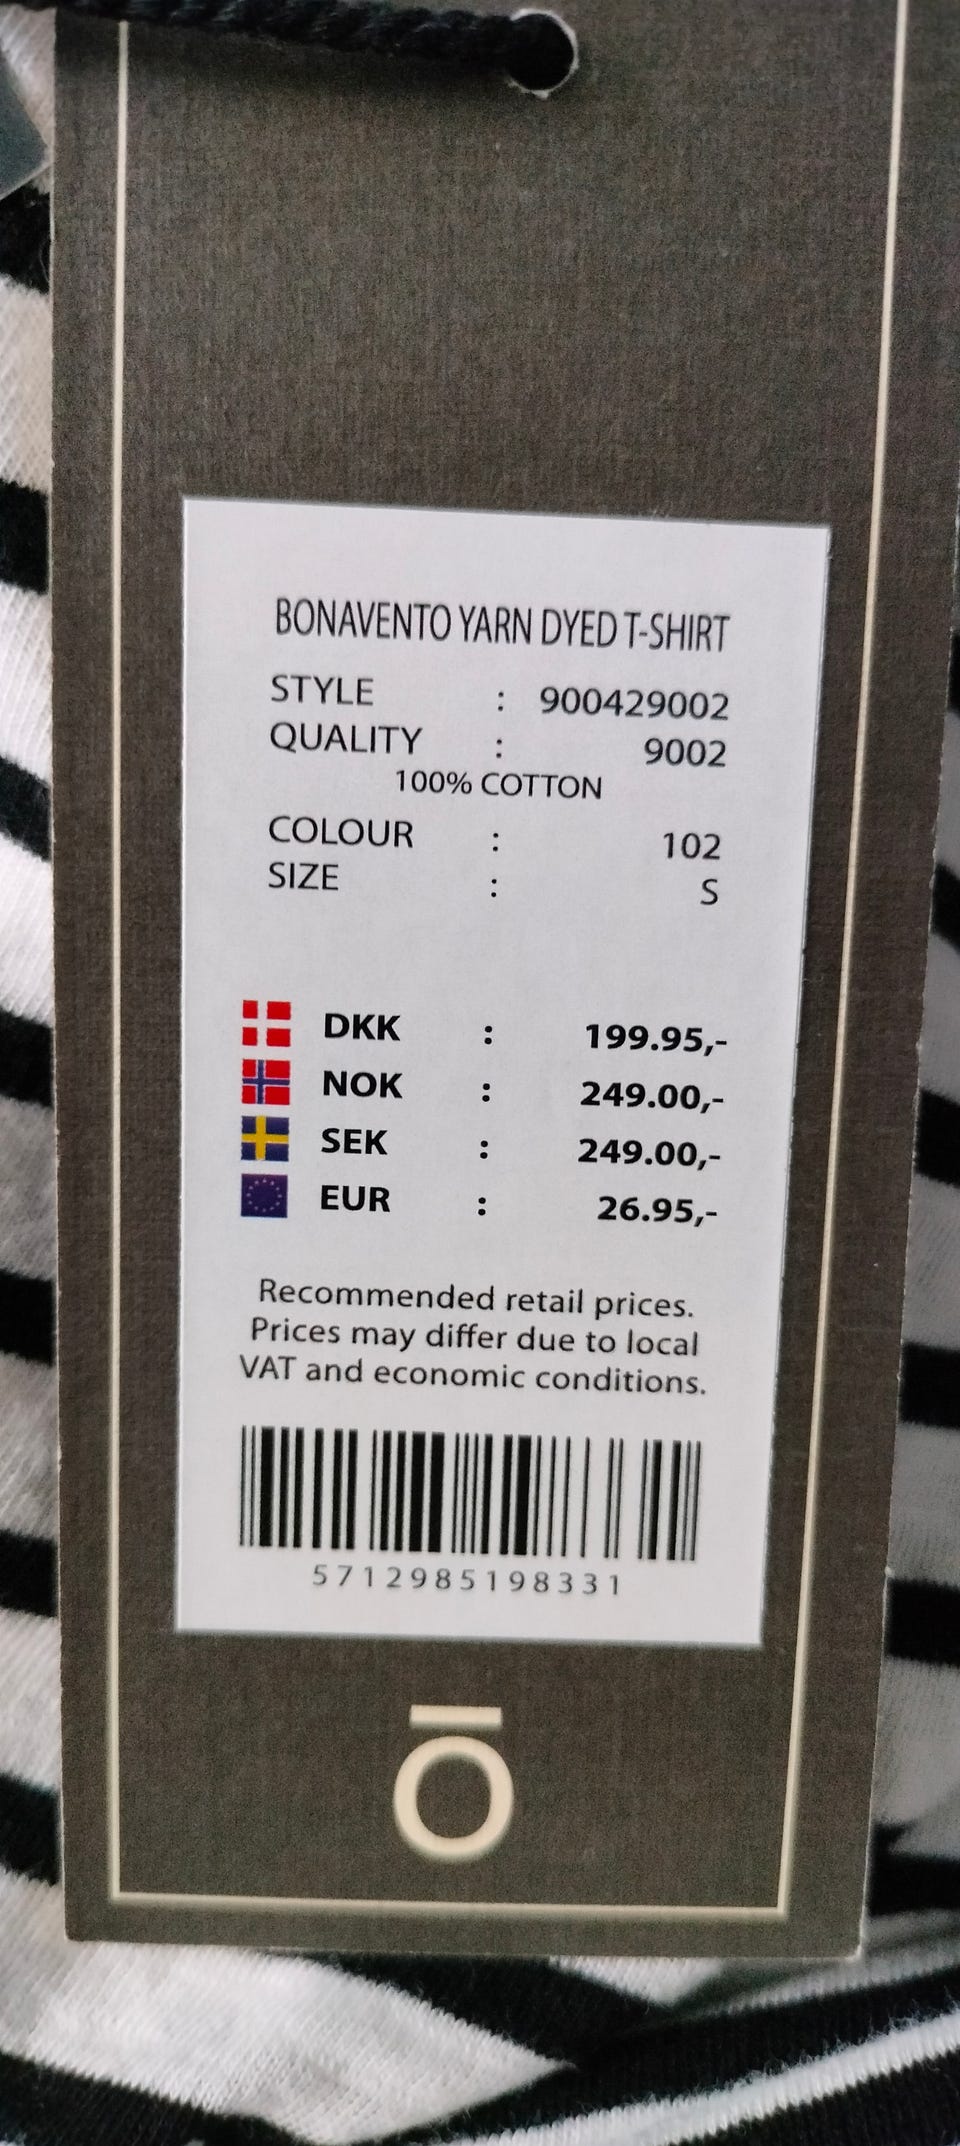 BONAVENTO YARN DYED T-SHIRT
STYLE : 900429002
QUALITY : 9002
100% COTTON
COLOUR : 102
SIZE : S
DKK : 199.95,-
NOK : 249.00,-
SEK : 249.00,-
EUR : 26.95,-
Recommended retail prices.
Prices may differ due to local
VAT and economic conditions.
5712985198331
Ō